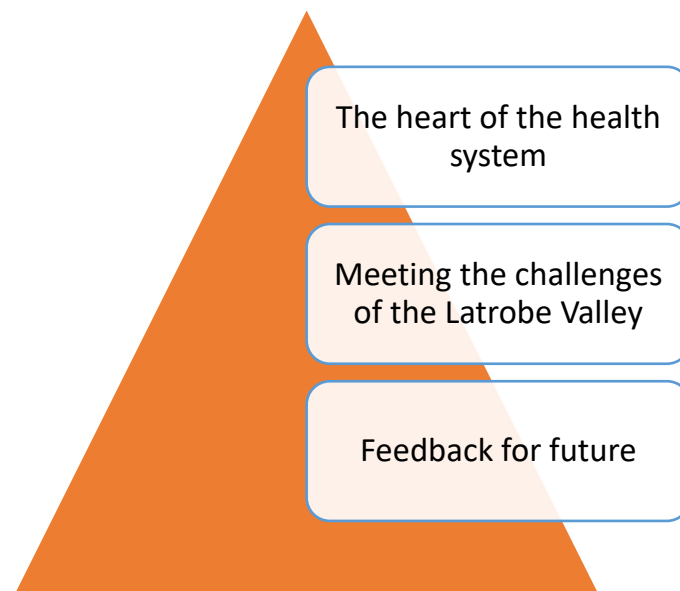 The heart of the health
system
Meeting the challenges
of the Latrobe Valley
Feedback for future